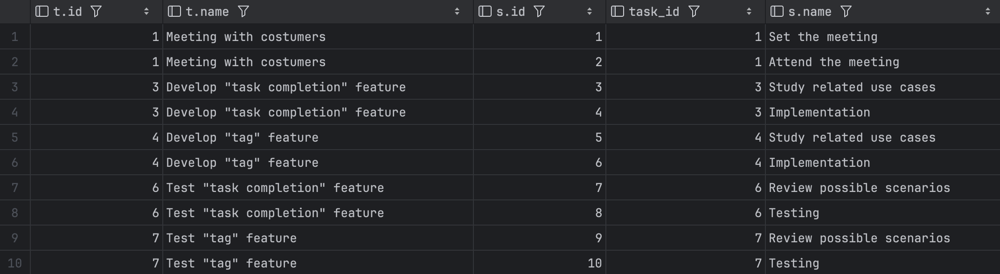 t.id t.name s.id task_id s.name
1 1 Meeting with costumers 1 1 Set the meeting
2 1 Meeting with costumers 2 1 Attend the meeting
3 3 Develop "task completion" feature 3 3 Study related use cases
4 3 Develop "task completion" feature 4 3 Implementation
5 4 Develop "tag" feature 5 4 Study related use cases
6 4 Develop "tag" feature 6 4 Implementation
7 6 Test "task completion" feature 7 6 Review possible scenarios
8 6 Test "task completion" feature 8 6 Testing
9 7 Test "tag" feature 9 7 Review possible scenarios
10 7 Test "tag" feature 10 7 Testing